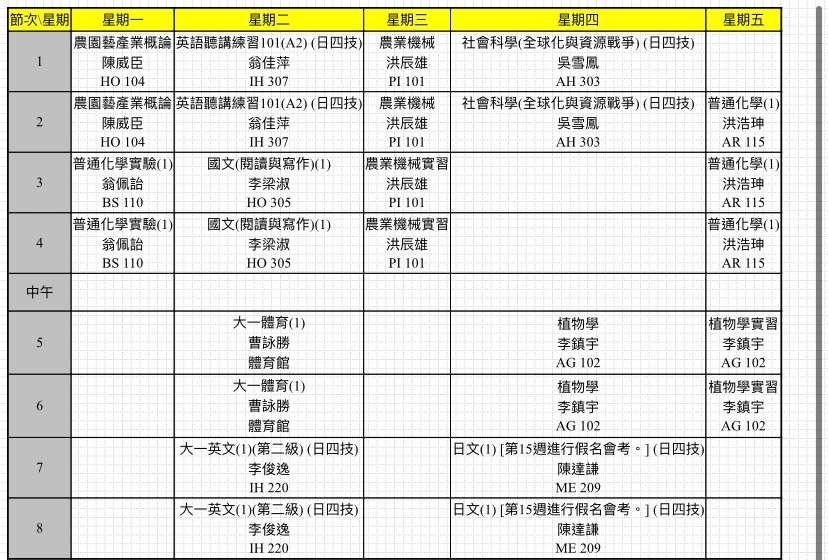 節次\星期 星期一 星期二 星期三 星期四 星期五
農園藝產業概論 英語聽講練習101(A2) (日四技) 農業機械 社會科學(全球化與資源戰爭) (日四技)
1 陳威臣 翁佳萍 洪辰雄 吳雪鳳
HO 104 IH 307 PI 101 AH 303
農園藝產業概論 英語聽講練習101(A2) (日四技) 農業機械 社會科學(全球化與資源戰爭) (日四技) 普通化學(1)
2 陳威臣 翁佳萍 洪辰雄 吳雪鳳 洪浩珅
HO 104 IH 307 PI 101 AH 303 AR 115
普通化學實驗(1) 國文(閱讀與寫作)(1) 農業機械實習 普通化學(1)
3 翁佩詒 李梁淑 洪辰雄 洪浩珅
BS 110 HO 305 PI 101 AR 115
普通化學實驗(1) 國文(閱讀與寫作)(1) 農業機械實習 普通化學(1)
4 翁佩詒 李梁淑 洪辰雄 洪浩珅
BS 110 HO 305 PI 101 AR 115
中午
大一體育(1) 植物學 植物學實習
5 曹詠勝 李鎮宇 李鎮宇
體育館 AG 102 AG 102
大一體育(1) 植物學 植物學實習
6 曹詠勝 李鎮宇 李鎮宇
體育館 AG 102 AG 102
大一英文(1)(第二級) (日四技) 日文(1) [第15週進行假名會考。] (日四技)
7 李俊逸 陳達謙
IH 220 ME 209
大一英文(1)(第二級) (日四技) 日文(1) [第15週進行假名會考。] (日四技)
8 李俊逸 陳達謙
IH 220 ME 209